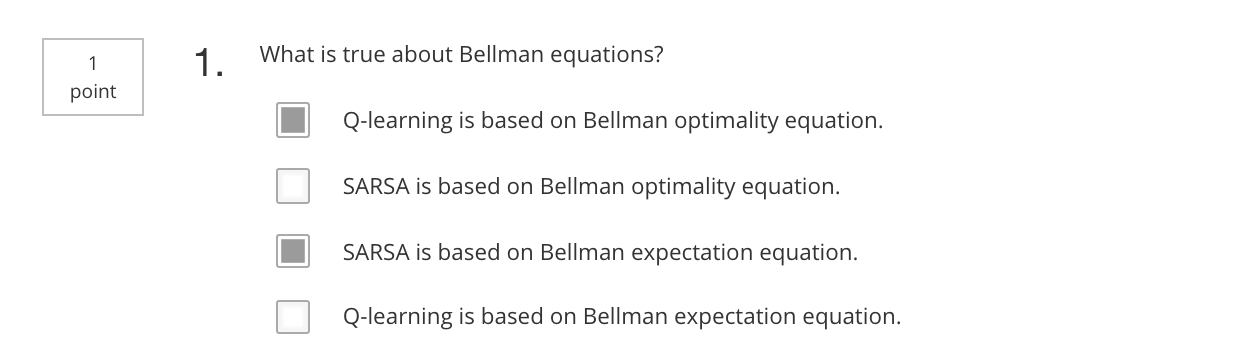 1
point
1.
What is true about Bellman equations?
Q-learning is based on Bellman optimality equation.
SARSA is based on Bellman optimality equation.
SARSA is based on Bellman expectation equation.
Q-learning is based on Bellman expectation equation.